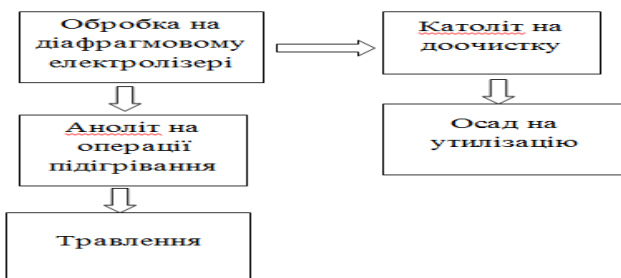 Обробка на
діафрагмовому
електролізері
Католіт на
доочистку
Аноліт на
операції
підігрівання
Осад на
утилізацію
Травлення